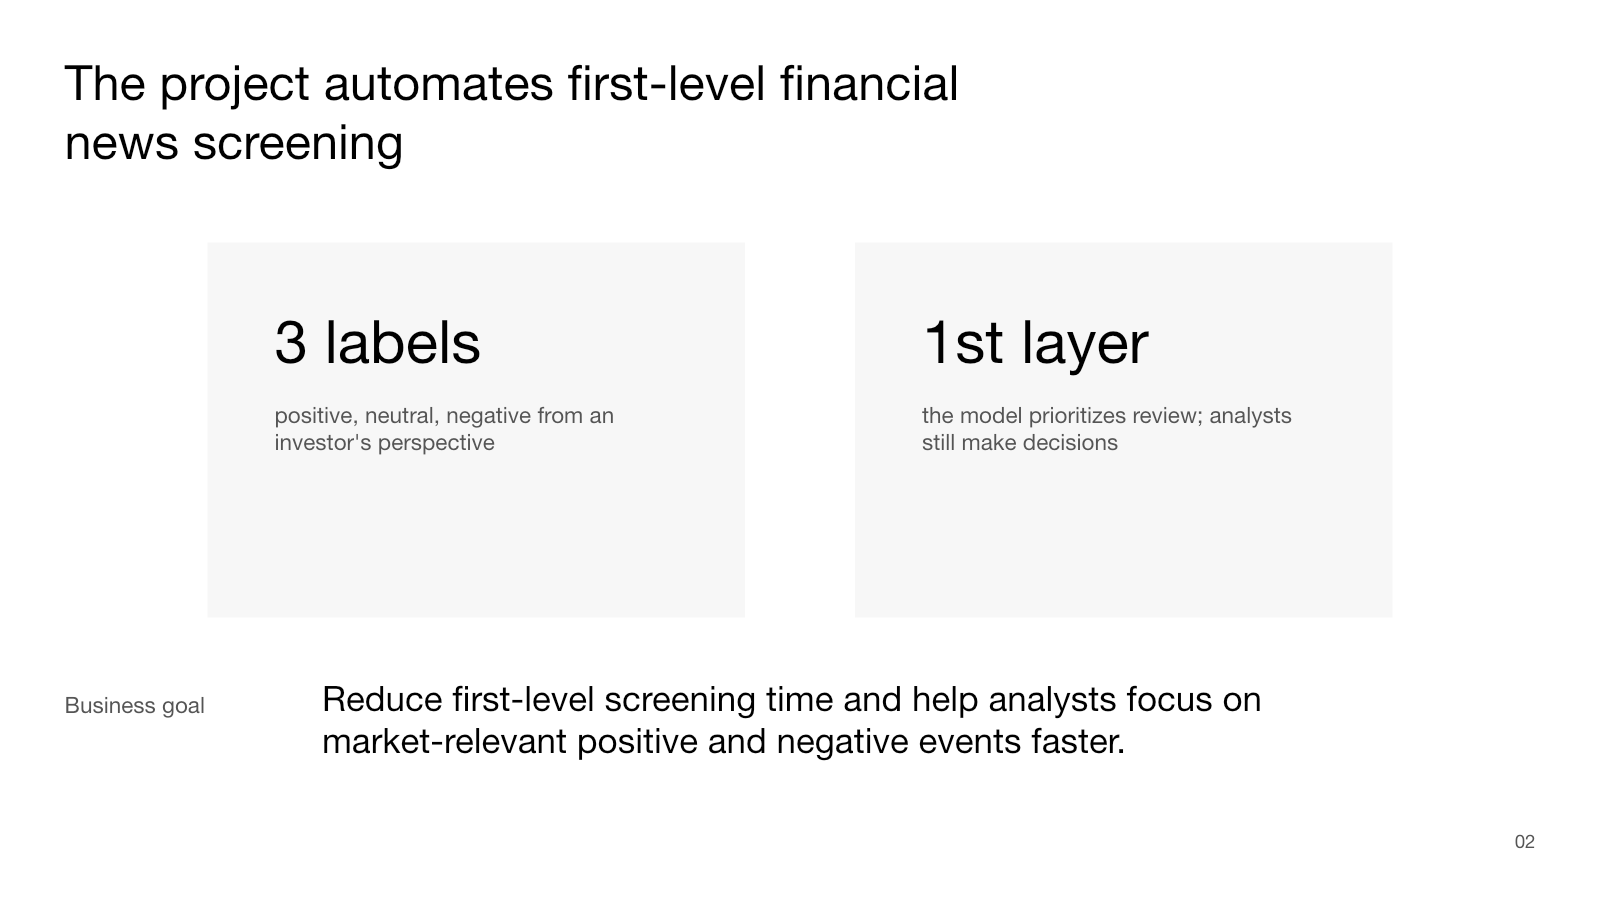 The project automates first-level financial
news screening
3 labels
positive, neutral, negative from an
investor's perspective
1st layer
the model prioritizes review; analysts
still make decisions
Business goal
Reduce first-level screening time and help analysts focus on
market-relevant positive and negative events faster.
02